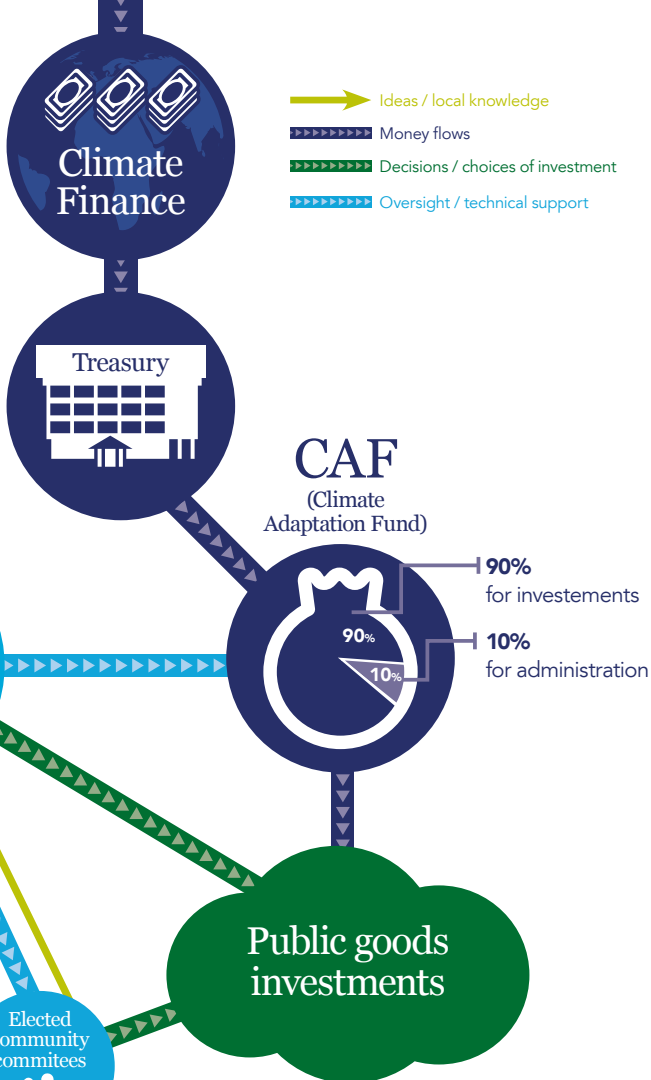 Climate
Finance
Ideas / local knowledge
Money flows
Decisions / choices of investment
Oversight / technical support
Treasury
CAF
(Climate
Adaptation Fund)
90%
for investements
90%
10%
for administration
10%
Public goods
investments
Elected
ommunity
commitees